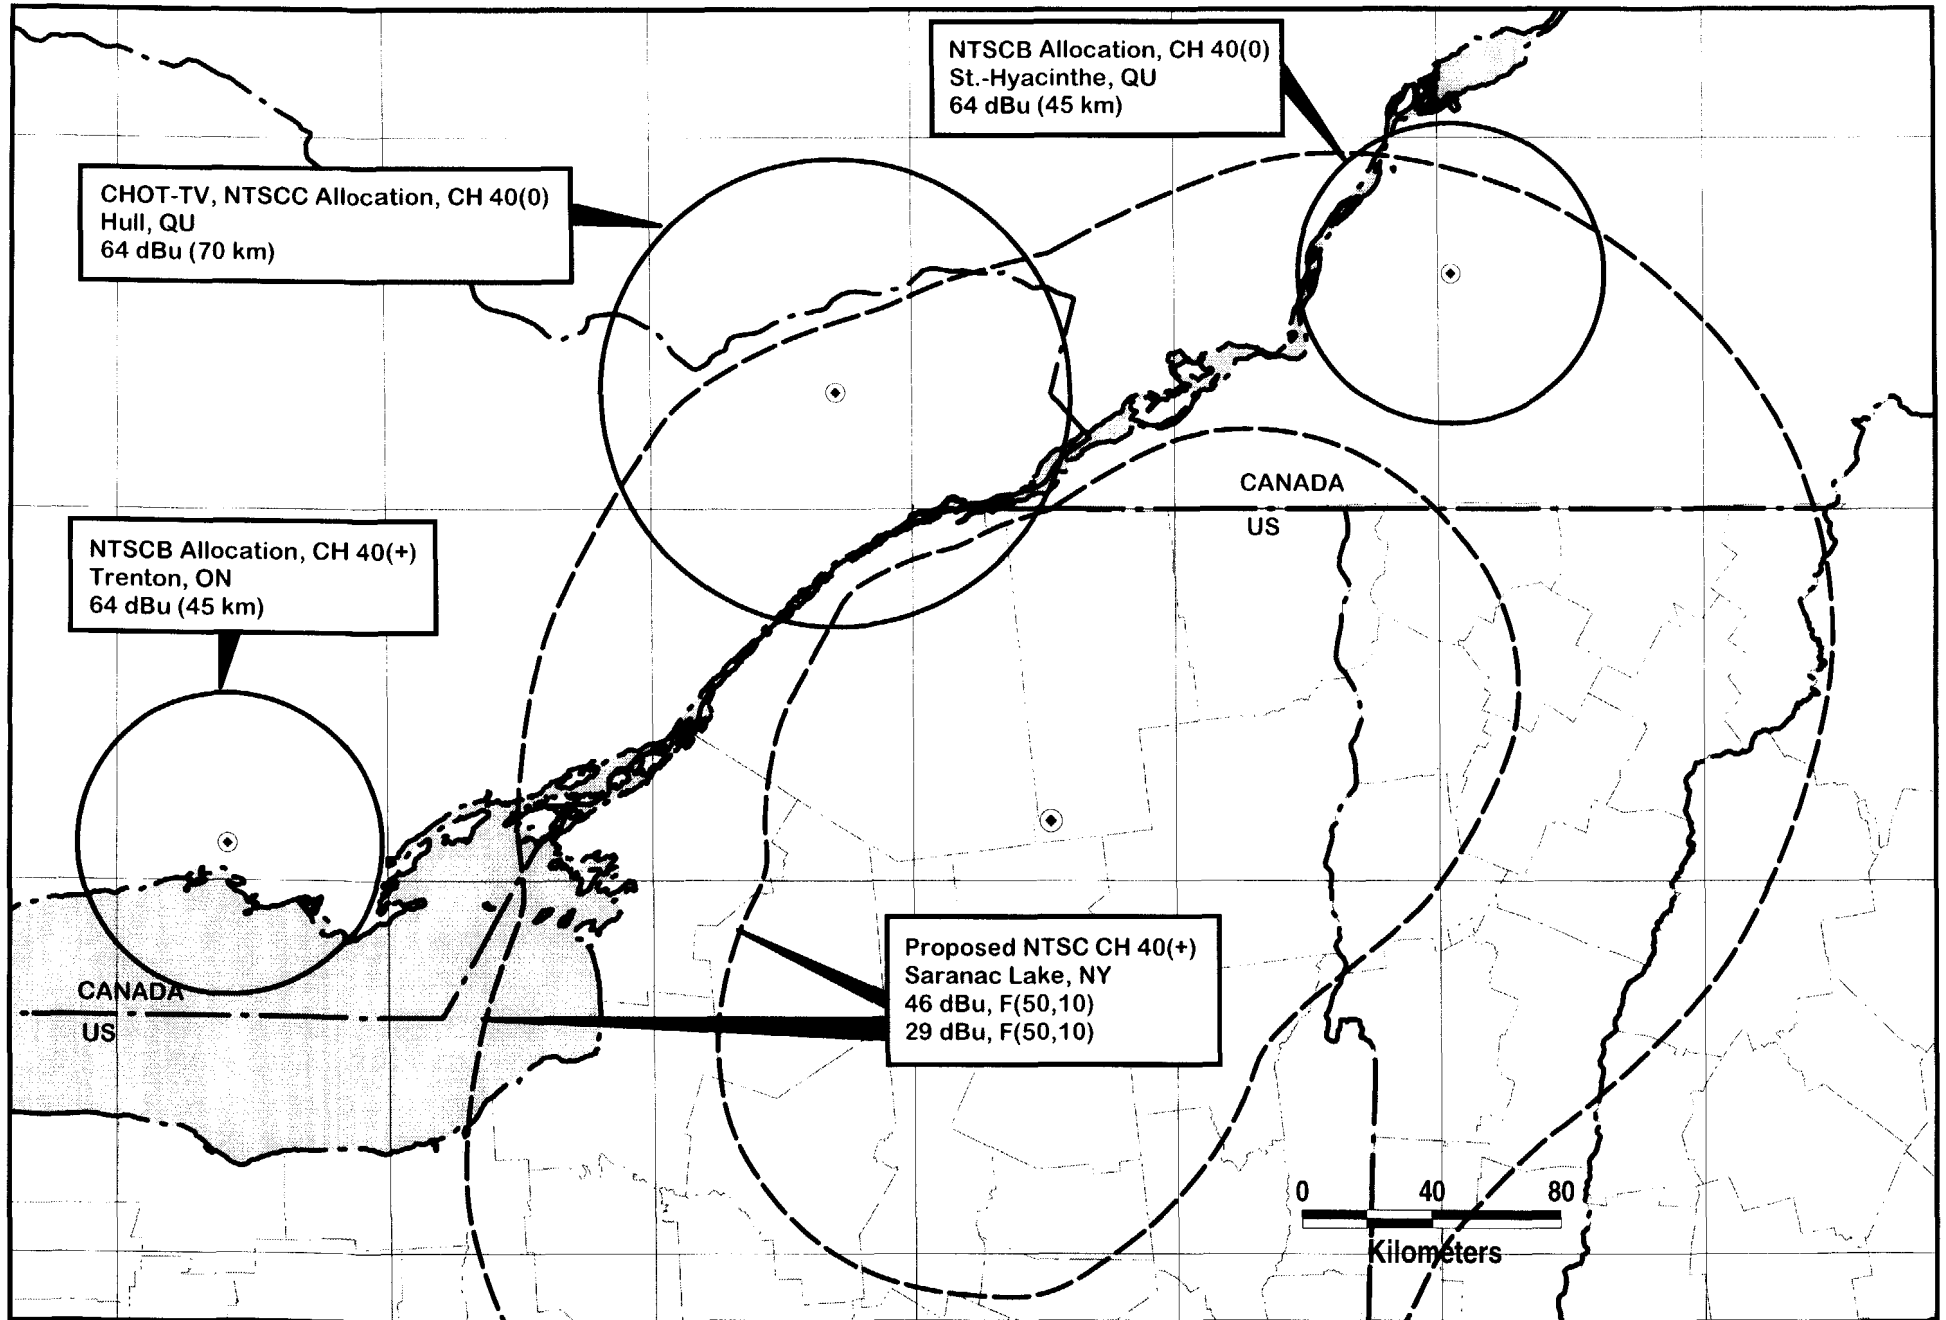 NTSCB Allocation, CH 40(0)
St.-Hyacinthe, QU
64 dBu (45 km)
CHOT-TV, NTSCC Allocation, CH 40(0)
Hull, QU
64 dBu (70 km)
CANADA
US
NTSCB Allocation, CH 40(+)
Trenton, ON
64 dBu (45 km)
Proposed NTSC CH 40(+)
Saranac Lake, NY
46 dBu, F(50,10)
29 dBu, F(50,10)
CANADA
US
0 40 80
Kilometers